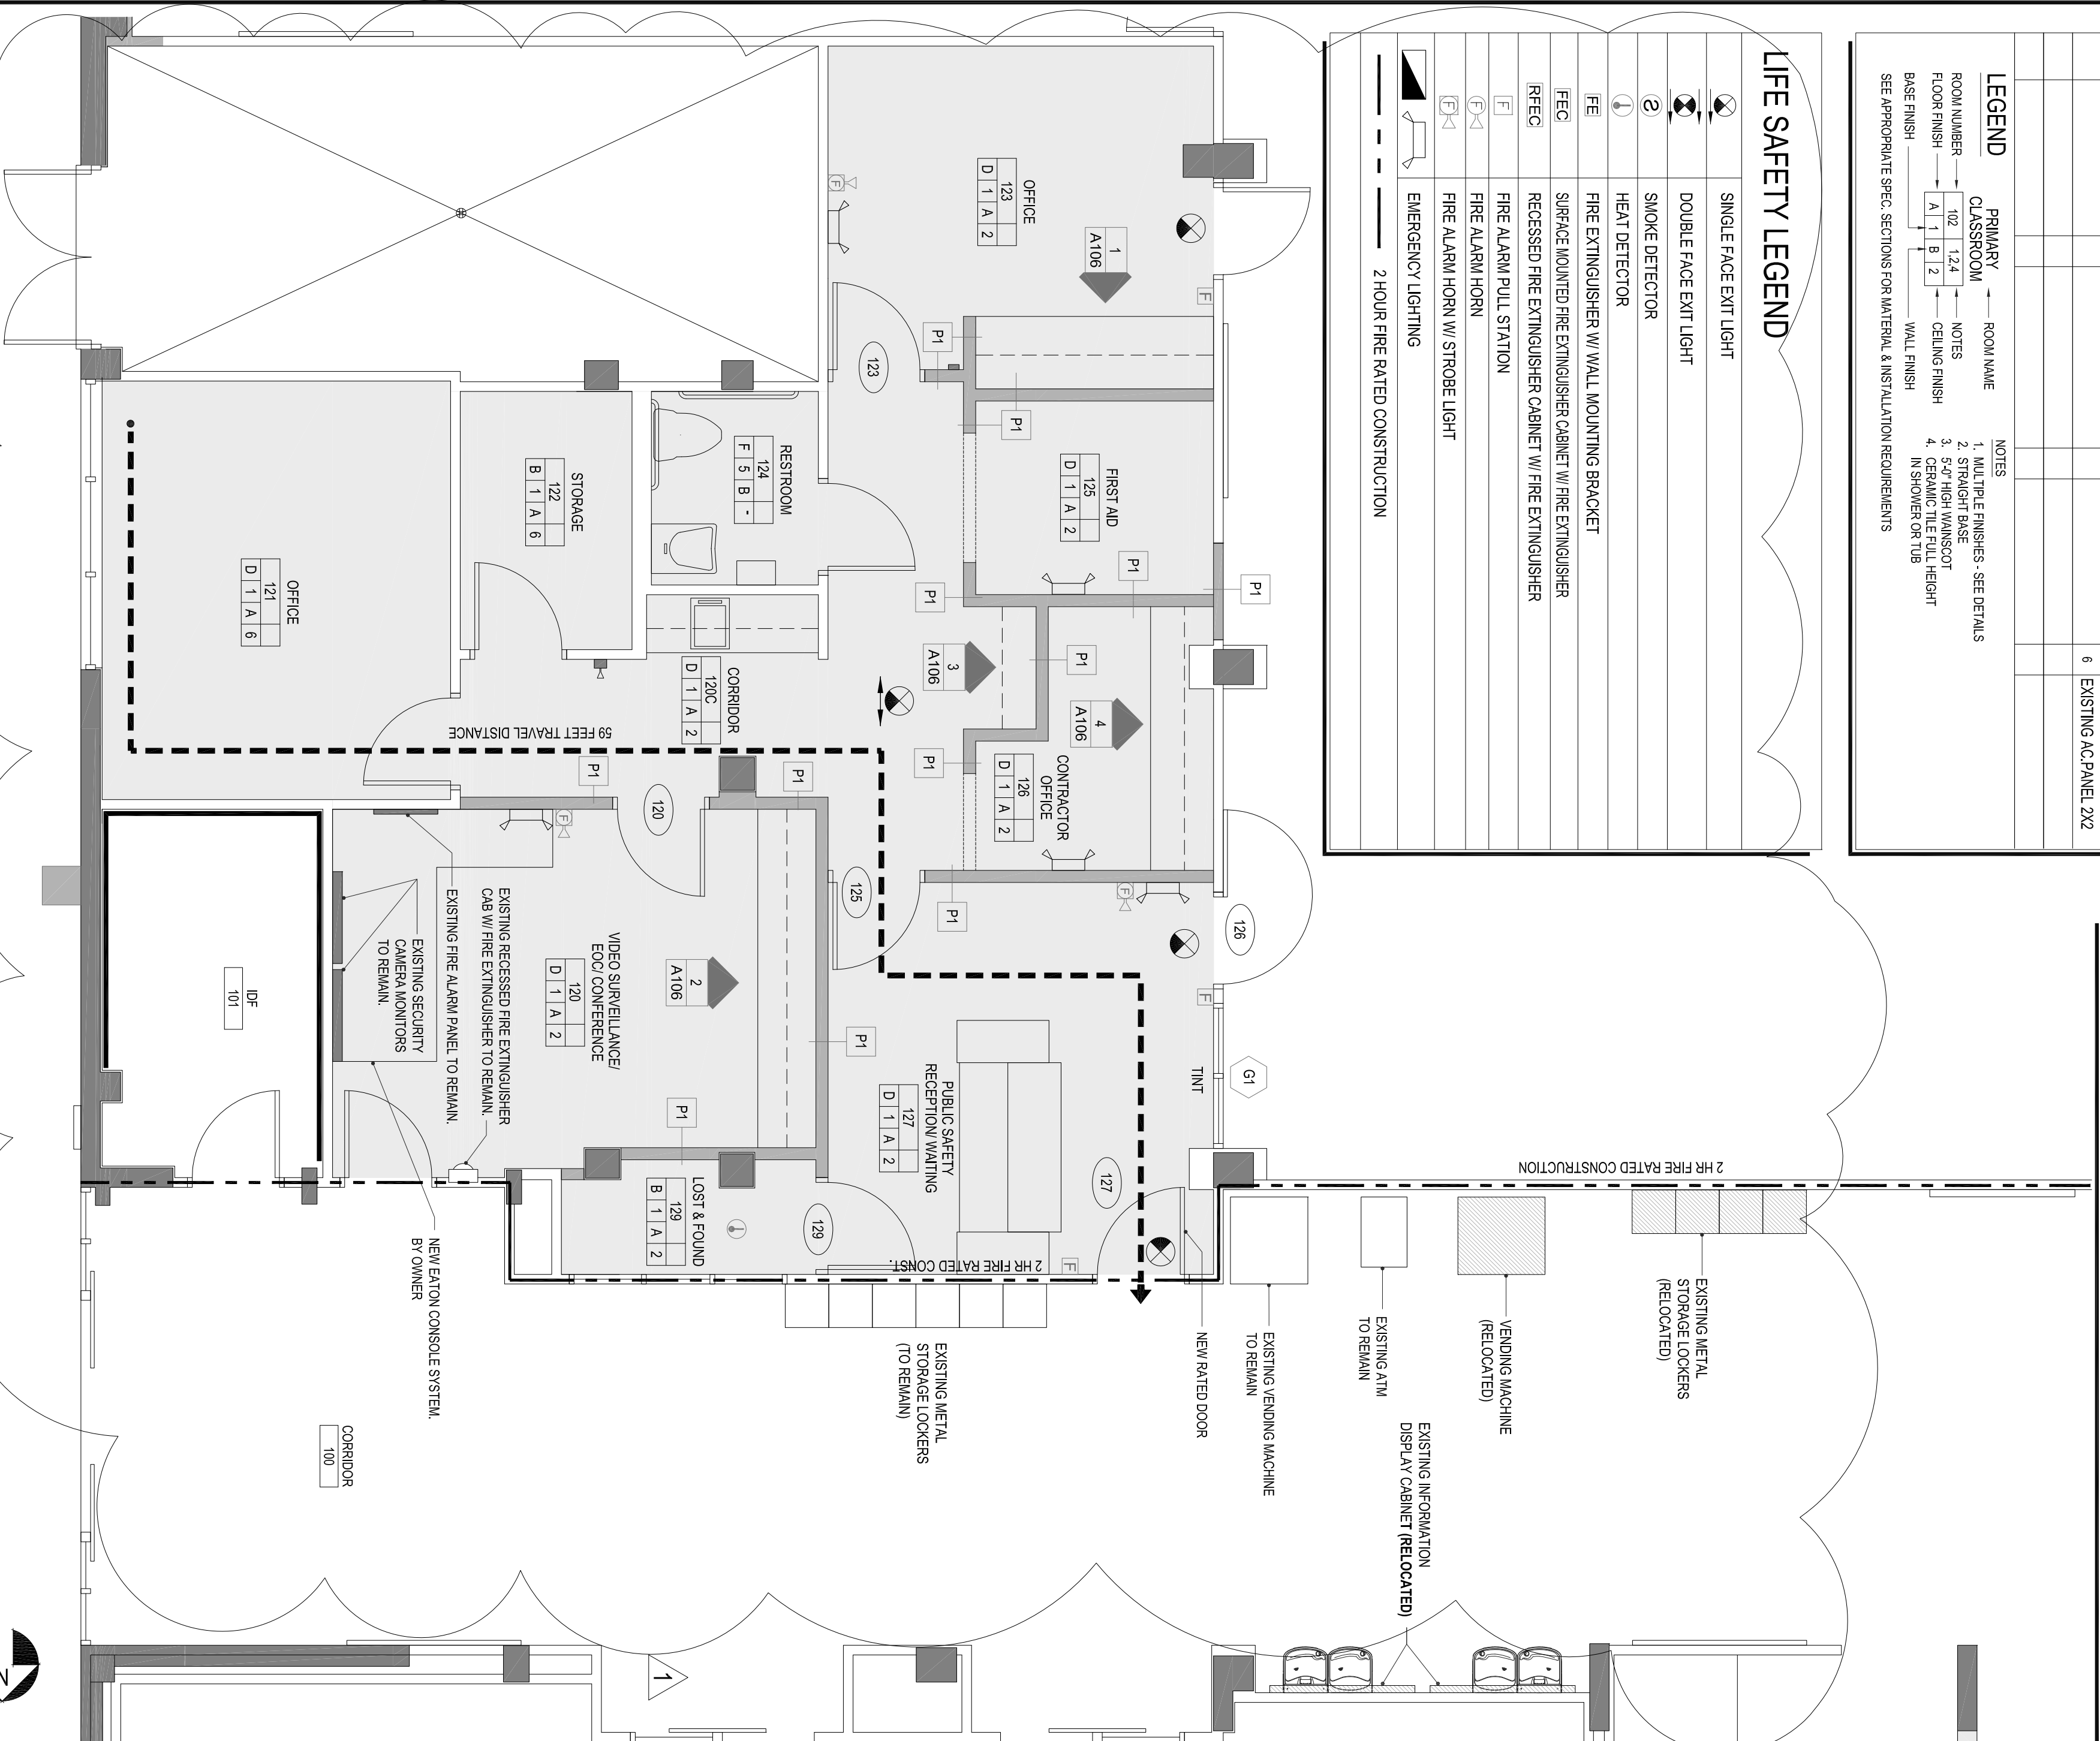 6 EXISTING AC.PANEL 2X2
LEGEND
PRIMARY
CLASSROOM
ROOM NAME
ROOM NUMBER
102 1,2,4
NOTES
FLOOR FINISH
A 1 B 2
CEILING FINISH
BASE FINISH
WALL FINISH
SEE APPROPRIATE SPEC. SECTIONS FOR MATERIAL & INSTALLATION REQUIREMENTS
NOTES
1. MULTIPLE FINISHES - SEE DETAILS
2. STRAIGHT BASE
3. 5'-0" HIGH WAINSCOT
4. CERAMIC TILE FULL HEIGHT
IN SHOWER OR TUB
LIFE SAFETY LEGEND
SINGLE FACE EXIT LIGHT
DOUBLE FACE EXIT LIGHT
S SMOKE DETECTOR
HEAT DETECTOR
FE FIRE EXTINGUISHER W/ WALL MOUNTING BRACKET
FEC SURFACE MOUNTED FIRE EXTINGUISHER CABINET W/ FIRE EXTINGUISHER
RFEC RECESSED FIRE EXTINGUISHER CABINET W/ FIRE EXTINGUISHER
F FIRE ALARM PULL STATION
F FIRE ALARM HORN
F FIRE ALARM HORN W/ STROBE LIGHT
EMERGENCY LIGHTING
2 HOUR FIRE RATED CONSTRUCTION
2 HR FIRE RATED CONSTRUCTION
EXISTING METAL
STORAGE LOCKERS
(RELOCATED)
VENDING MACHINE
(RELOCATED)
EXISTING INFORMATION
DISPLAY CABINET (RELOCATED)
EXISTING ATM
TO REMAIN
EXISTING VENDING MACHINE
TO REMAIN
NEW RATED DOOR
G1
TINT
P1
126
F
F
1
A106
OFFICE
123
D 1 A 2
F
P1
P1
123
FIRST AID
125
D 1 A 2
P1
P1
P1
4
A106
3
A106
P1
CONTRACTOR
OFFICE
126
D 1 A 2
P1
F
127
PUBLIC SAFETY
RECEPTION/ WAITING
127
D 1 A 2
F
2 HR FIRE RATED CONST.
EXISTING METAL
STORAGE LOCKERS
(TO REMAIN)
125
P1
P1
129
RESTROOM
124
F 5 B -
CORRIDOR
120C
D 1 A 2
P1
120
P1
2
A106
LOST & FOUND
129
B 1 A 2
P1
STORAGE
122
B 1 A 6
59 FEET TRAVEL DISTANCE
F
VIDEO SURVEILLANCE/
EOC/ CONFERENCE
120
D 1 A 2
EXISTING RECESSED FIRE EXTINGUISHER
CAB W/ FIRE EXTINGUISHER TO REMAIN.
EXISTING FIRE ALARM PANEL TO REMAIN.
EXISTING SECURITY
CAMERA MONITORS
TO REMAIN.
NEW EATON CONSOLE SYSTEM.
BY OWNER
OFFICE
121
D 1 A 6
IDF
101
CORRIDOR
100
1
N